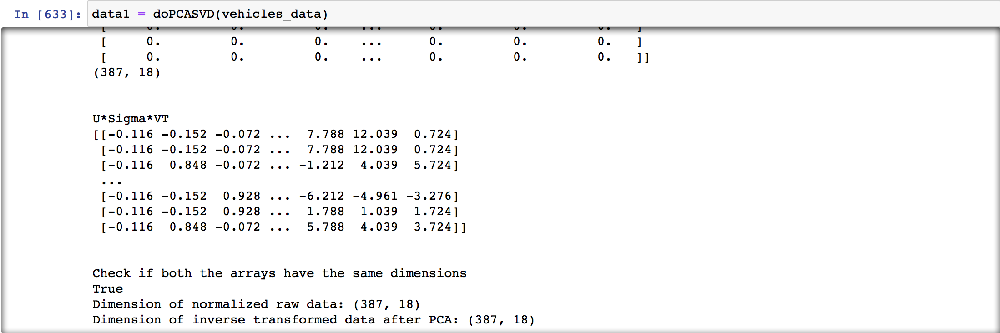 In [633]: data1 = doPCASVD(vehicles_data)
[ 0. 0. 0. ... 0. 0. 0. ]
[ 0. 0. 0. ... 0. 0. 0. ]
[ 0. 0. 0. ... 0. 0. 0. ]]
(387, 18)
U*Sigma*VT
[[-0.116 -0.152 -0.072 ... 7.788 12.039 0.724]
[-0.116 -0.152 -0.072 ... 7.788 12.039 0.724]
[-0.116 0.848 -0.072 ... -1.212 4.039 5.724]
...
[-0.116 -0.152 0.928 ... -6.212 -4.961 -3.276]
[-0.116 -0.152 0.928 ... 1.788 1.039 1.724]
[-0.116 0.848 -0.072 ... 5.788 4.039 3.724]]
Check if both the arrays have the same dimensions
True
Dimension of normalized raw data: (387, 18)
Dimension of inverse transformed data after PCA: (387, 18)